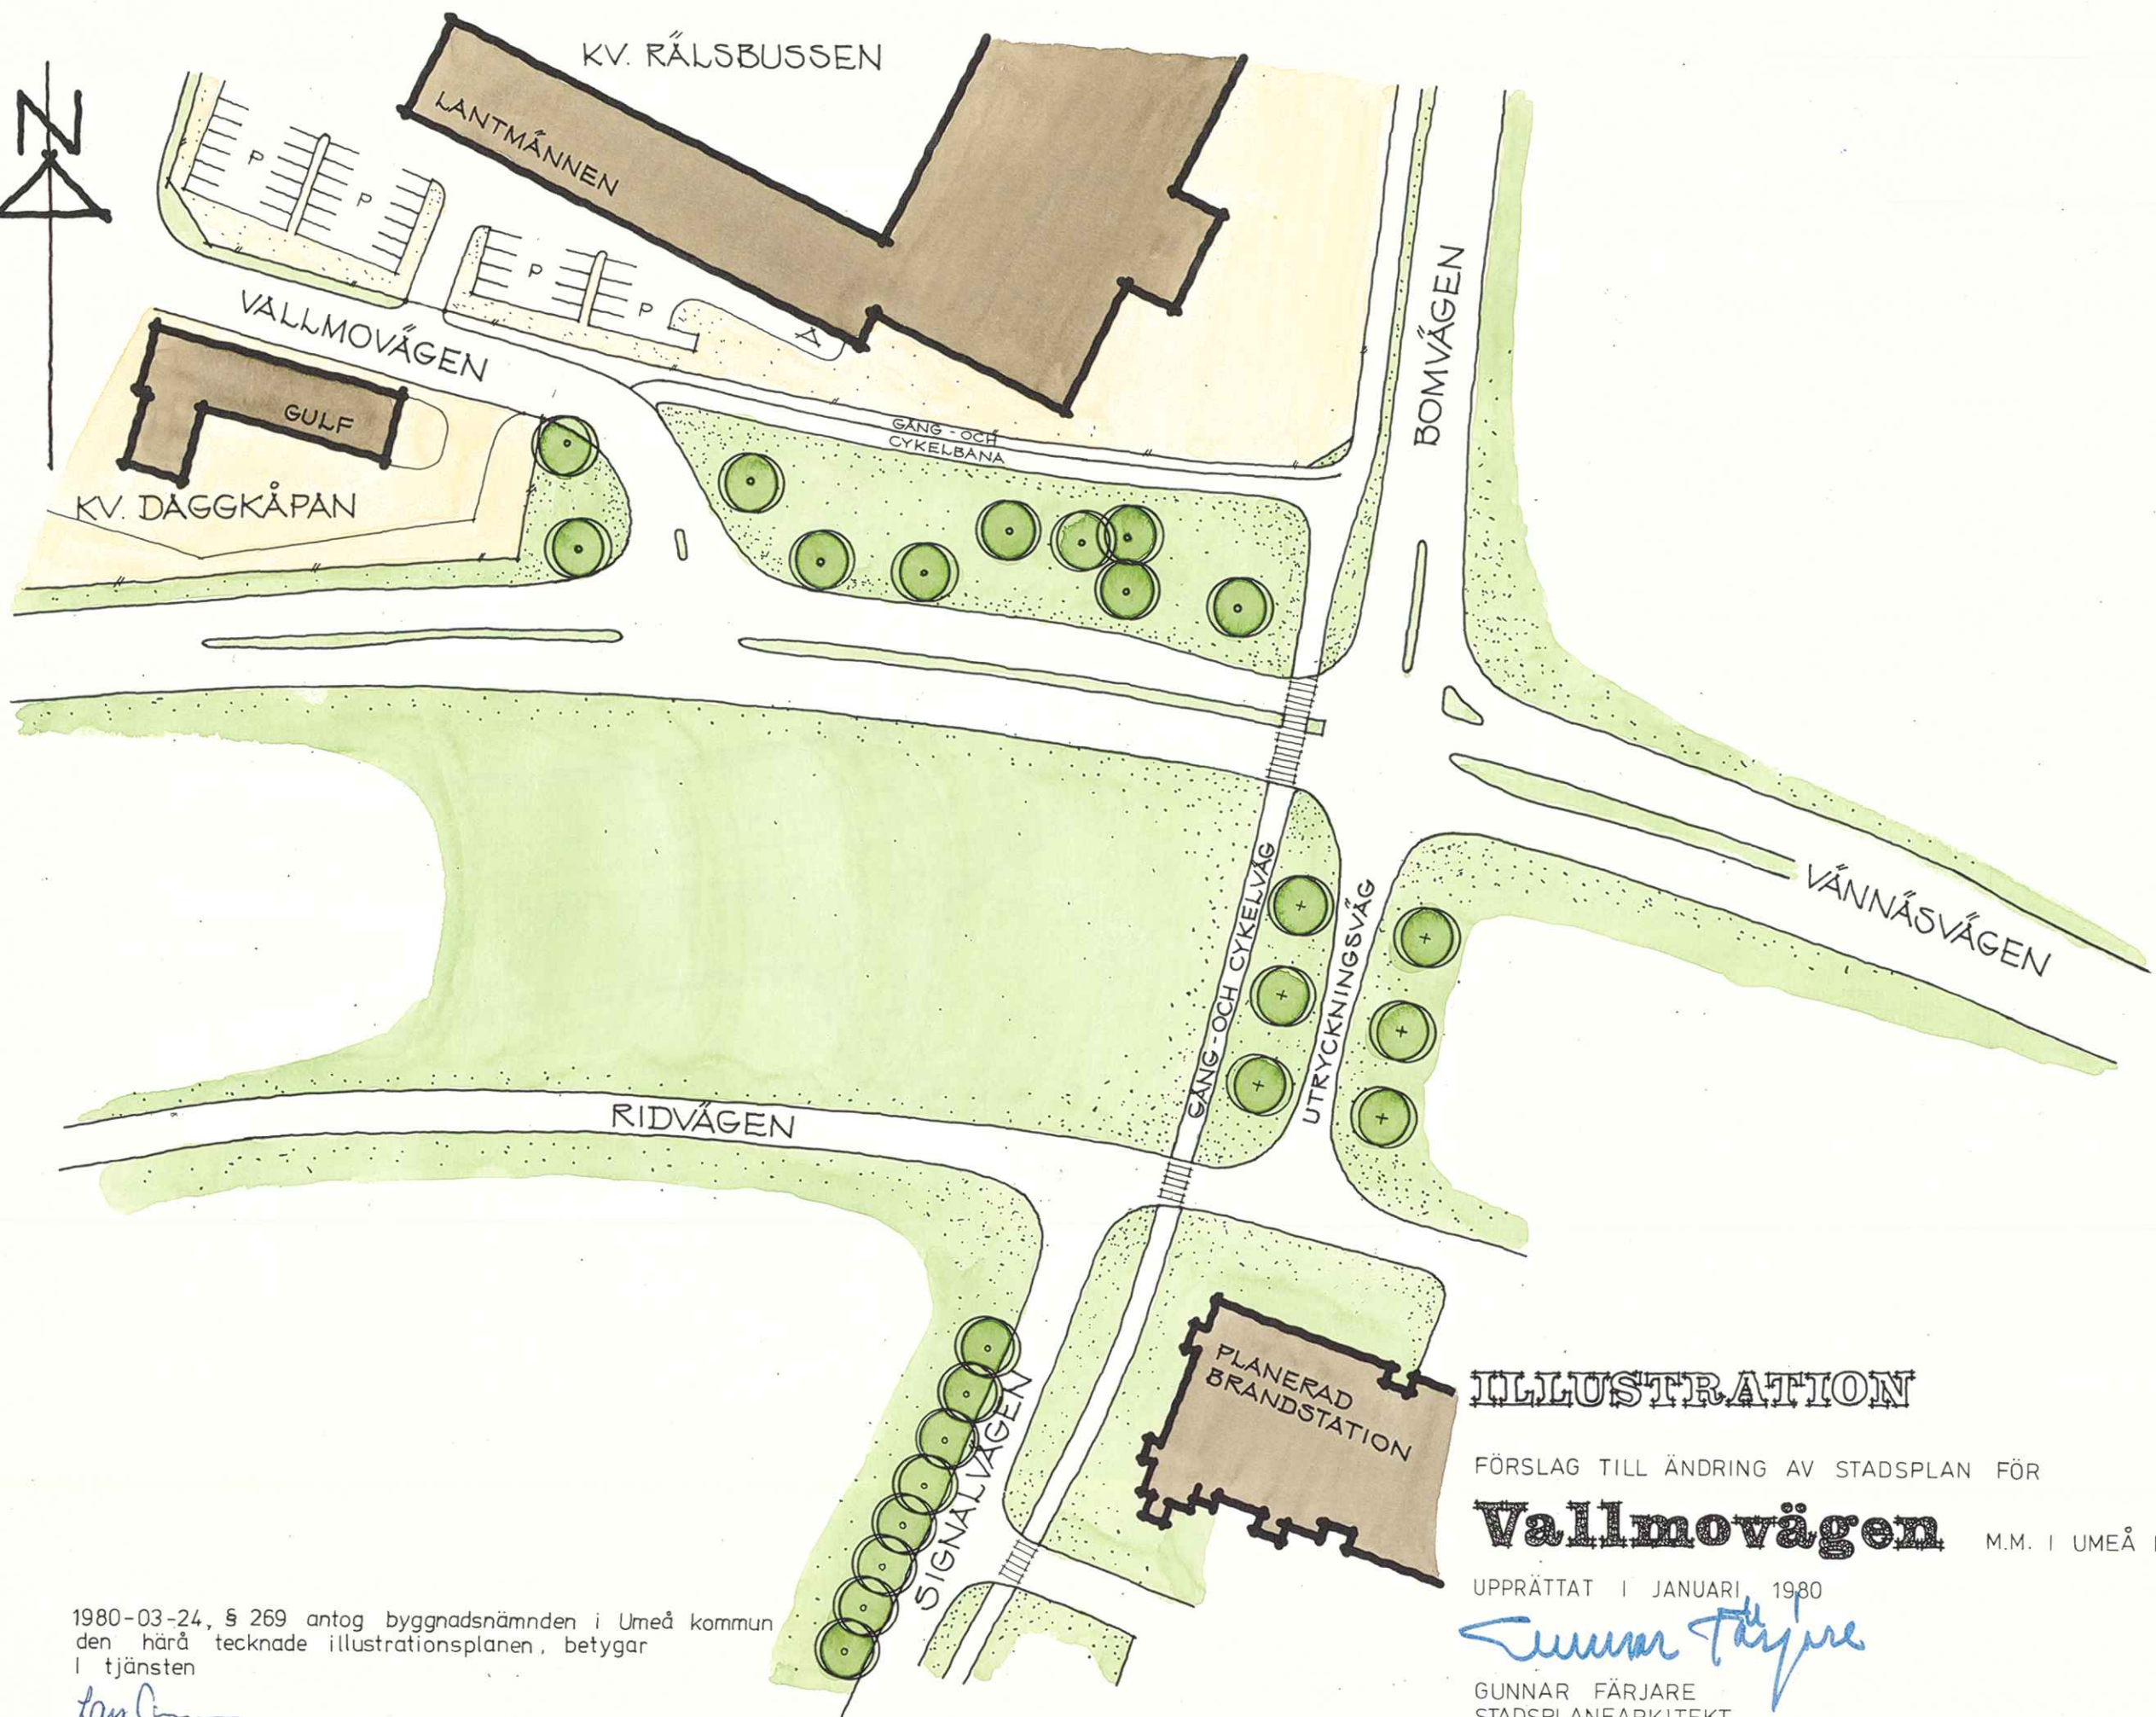 N
KV. RÄLSBUSSEN
LANTMÄNNEN
P
P
P
P
VALLMOVÄGEN
GULF
KV. DAGGKÅPAN
GÅNG - OCH
CYKELBANA
BOMVÄGEN
VÄNNÄSVÄGEN
GÅNG - OCH CYKELVÄG
UTRYCKNINGSVÄG
RIDVÄGEN
SIGNALVÄGEN
PLANERAD
BRANDSTATION
ILLUSTRATION
FÖRSLAG TILL ÄNDRING AV STADSPLAN FÖR
Vallmovägen M.M. I UMEÅ
UPPRÄTTAT I JANUARI 1980
Gunnar Färjare
GUNNAR FÄRJARE
STADSPLANEARKITEKT
1980-03-24, § 269 antog byggnadsnämnden i Umeå kommun
den härå tecknade illustrationsplanen, betygar
I tjänsten